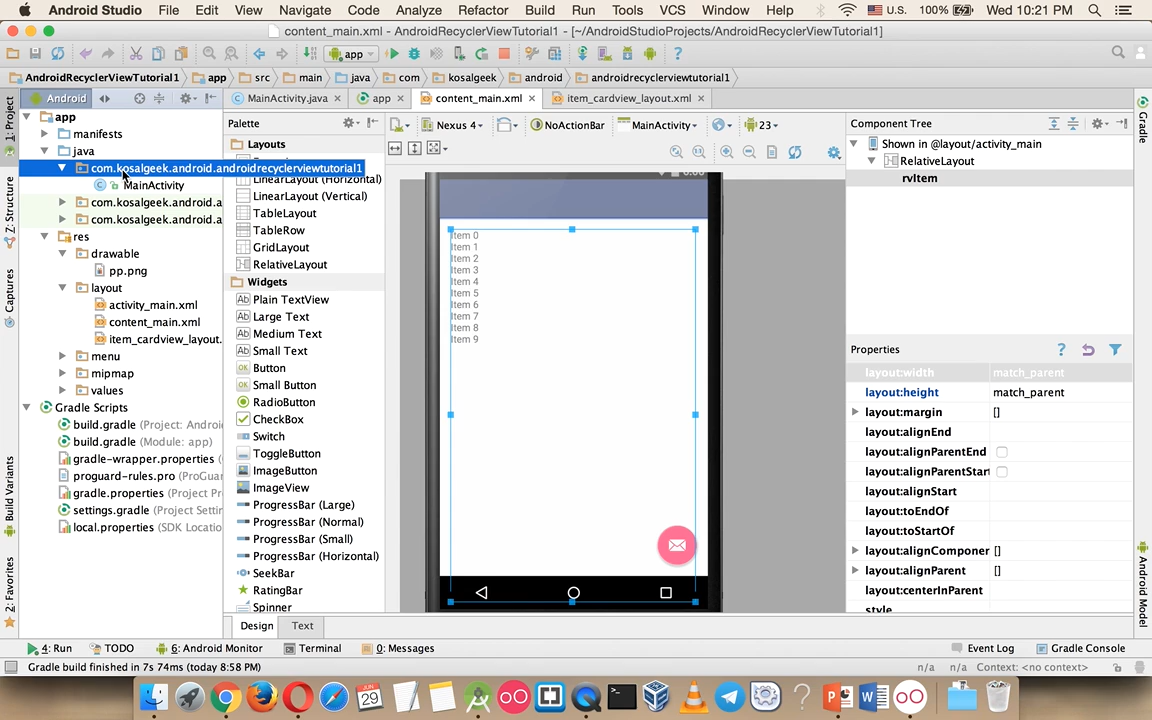 Android Studio File Edit View Navigate Code Analyze Refactor Build Run Tools VCS Window Help U.S. 100% Wed 10:21 PM
content_main.xml - AndroidRecyclerViewTutorial1 - [~/AndroidStudioProjects/AndroidRecyclerViewTutorial1]
app
AndroidRecyclerViewTutorial1 app src main java com kosalgeek android androidrecyclerviewtutorial1
Android MainActivity.java app content_main.xml item_cardview_layout.xml
1: Project
Z: Structure
Captures
Build Variants
2: Favorites
app
manifests
java
com.kosalgeek.android.androidrecyclerviewtutorial1
MainActivity
com.kosalgeek.android.a
com.kosalgeek.android.a
res
drawable
pp.png
layout
activity_main.xml
content_main.xml
item_cardview_layout.
menu
mipmap
values
Gradle Scripts
build.gradle (Project: Androi
build.gradle (Module: app)
gradle-wrapper.properties (
proguard-rules.pro (ProGua
gradle.properties (Project Pr
settings.gradle (Project Setti
local.properties (SDK Locatio
Palette
Layouts
LinearLayout (Horizontal)
LinearLayout (Vertical)
TableLayout
TableRow
GridLayout
RelativeLayout
Widgets
Plain TextView
Large Text
Medium Text
Small Text
Button
Small Button
RadioButton
CheckBox
Switch
ToggleButton
ImageButton
ImageView
ProgressBar (Large)
ProgressBar (Normal)
ProgressBar (Small)
ProgressBar (Horizontal)
SeekBar
RatingBar
Spinner
Design Text
Nexus 4 NoActionBar MainActivity 23
6:00
Item 0
Item 1
Item 2
Item 3
Item 4
Item 5
Item 6
Item 7
Item 8
Item 9
Component Tree
Shown in @layout/activity_main
RelativeLayout
rvItem
Properties
layout:width match_parent
layout:height match_parent
layout:margin []
layout:alignEnd
layout:alignParentEnd
layout:alignParentStart
layout:alignStart
layout:toEndOf
layout:toStartOf
layout:alignComponer []
layout:alignParent []
layout:centerInParent
style
Gradle
Android Model
4: Run TODO 6: Android Monitor Terminal 0: Messages Event Log Gradle Console
Gradle build finished in 7s 74ms (today 8:58 PM) n/a n/a Context: <no context>
JUN
29